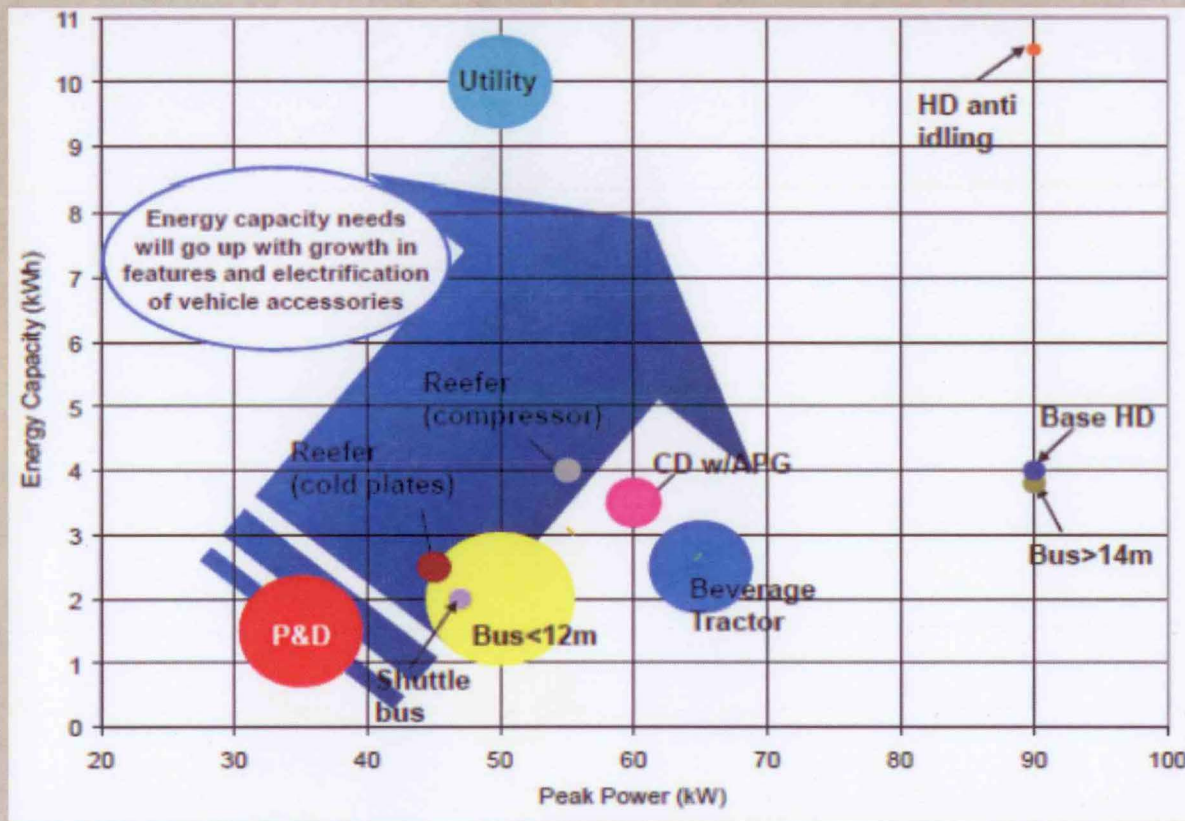 11
10
9
8
7
6
5
4
3
2
1
0
Energy Capacity (kWh)
Utility
HD anti
idling
Energy capacity needs
will go up with growth in
features and electrification
of vehicle accessories
Reefer
(compressor)
Reefer
(cold plates)
CD w/APG
Base HD
Bus>14m
Beverage
Tractor
P&D
Bus<12m
Shuttle
bus
20 30 40 50 60 70 80 90 100
Peak Power (kW)